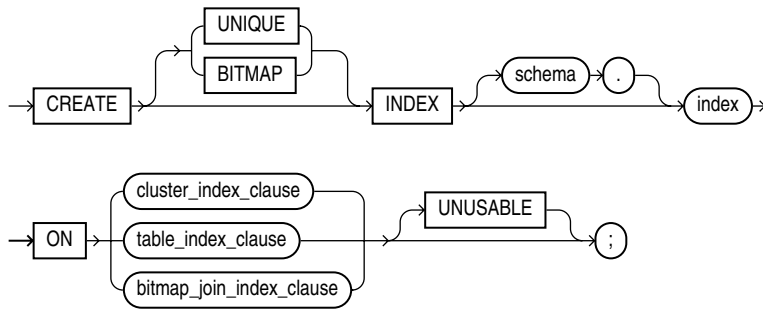 UNIQUE
BITMAP
schema .
CREATE INDEX index
cluster_index_clause
UNUSABLE
ON table_index_clause ;
bitmap_join_index_clause